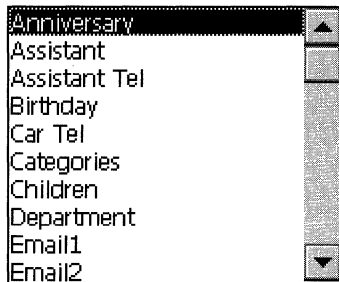 Anniversary
Assistant
Assistant Tel
Birthday
Car Tel
Categories
Children
Department
Email1
Email2